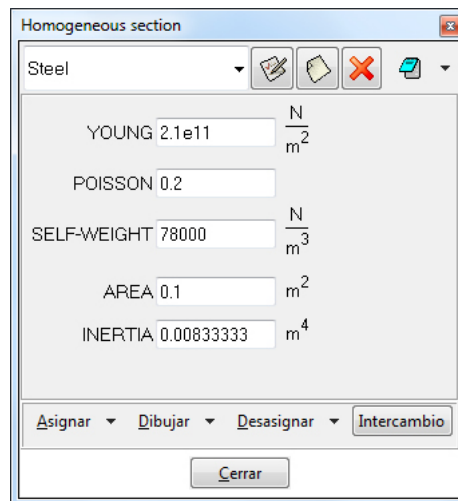 Homogeneous section
Steel
YOUNG 2.1e11 N/m²
POISSON 0.2
SELF-WEIGHT 78000 N/m³
AREA 0.1 m²
INERTIA 0.00833333 m⁴
Asignar Dibujar Desasignar Intercambio
Cerrar